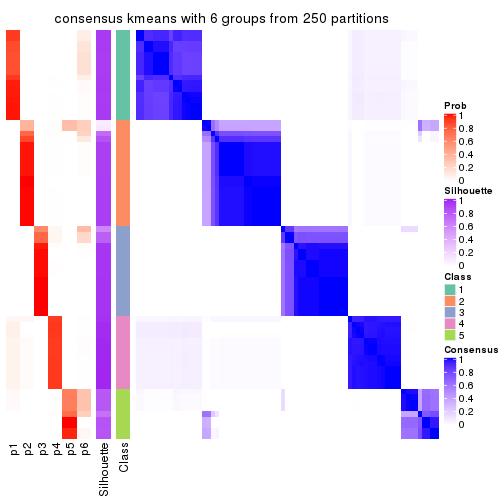 consensus kmeans with 6 groups from 250 partitions
Prob
1
0.8
0.6
0.4
0.2
0
Silhouette
1
0.8
0.6
0.4
0.2
0
Class
1
2
3
4
5
Consensus
1
0.8
0.6
0.4
0.2
0
p1
p2
p3
p4
p5
p6
Silhouette
Class